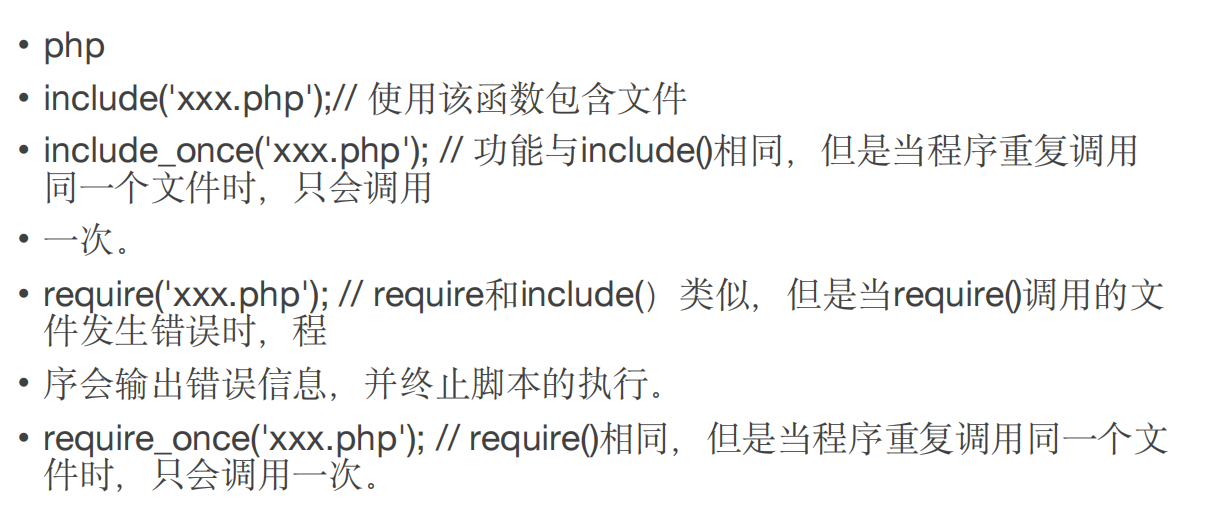 • php
• include('xxx.php');// 使用该函数包含文件
• include_once('xxx.php'); // 功能与include()相同，但是当程序重复调用
同一个文件时，只会调用
• 一次。
• require('xxx.php'); // require和include(）类似，但是当require()调用的文
件发生错误时，程
• 序会输出错误信息，并终止脚本的执行。
• require_once('xxx.php'); // require()相同，但是当程序重复调用同一个文
件时，只会调用一次。